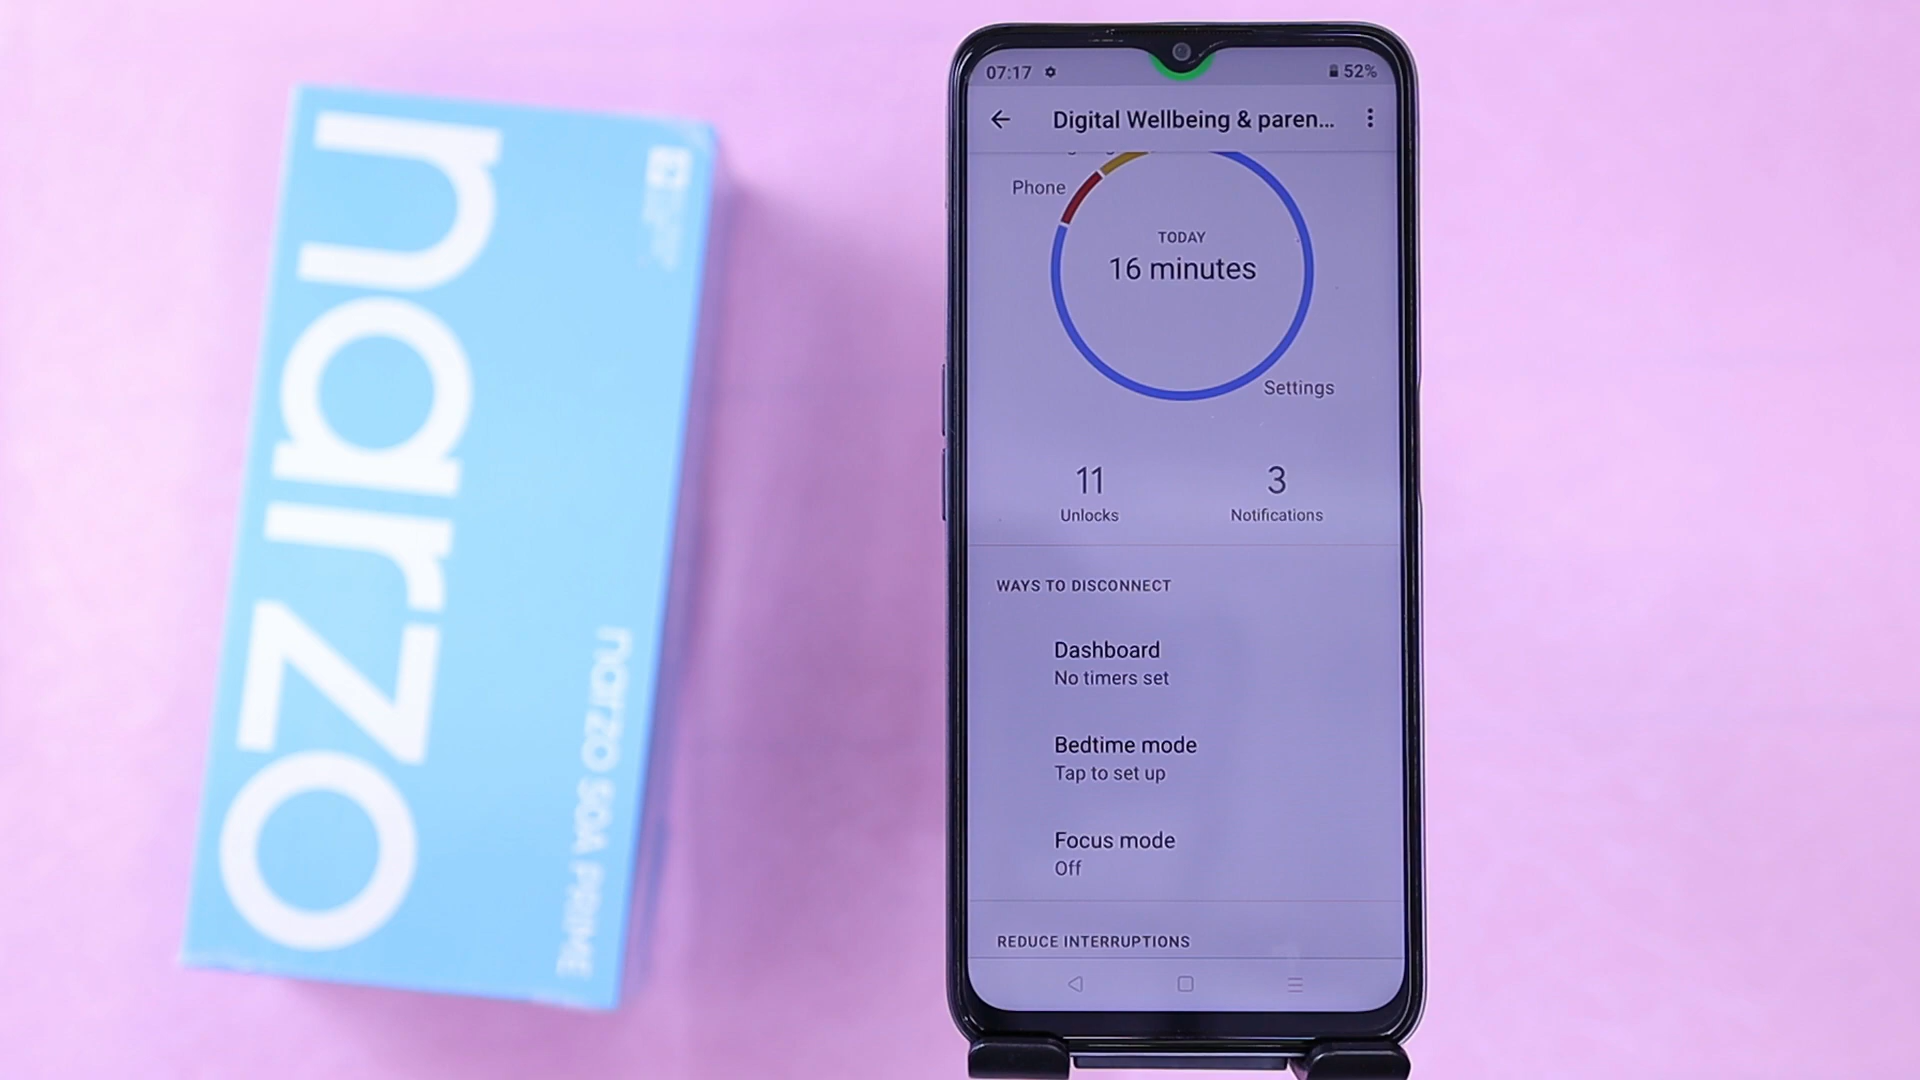 narzo
narzo 50A PRIME
07:17
52%
Digital Wellbeing & paren...
Phone
TODAY
16 minutes
Settings
11
3
Unlocks
Notifications
WAYS TO DISCONNECT
Dashboard
No timers set
Bedtime mode
Tap to set up
Focus mode
Off
REDUCE INTERRUPTIONS